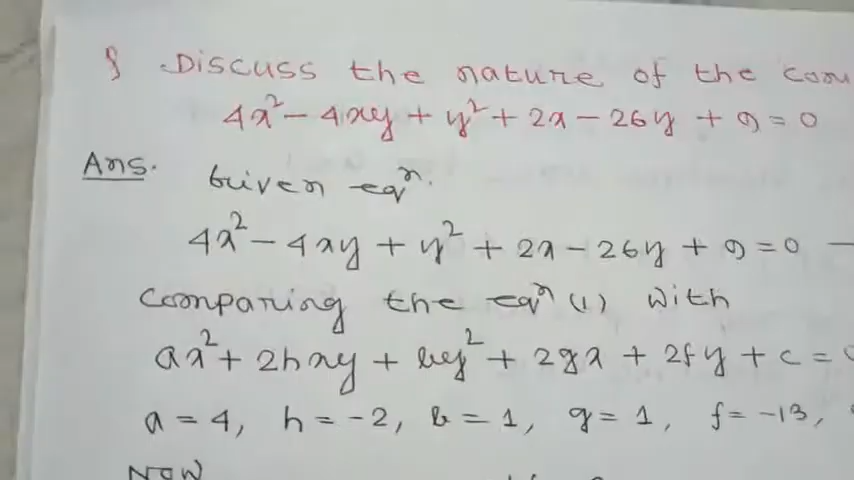 Discuss the nature of the
4x² - 4xy + y² + 2x - 26y + 9 = 0
Ans. Given eqⁿ.
4x² - 4xy + y² + 2x - 26y + 9 = 0 —
Comparing the eqⁿ (1) with
ax² + 2hxy + by² + 2gx + 2fy + c =
a = 4, h = -2, b = 1, g = 1, f = -13,
Now